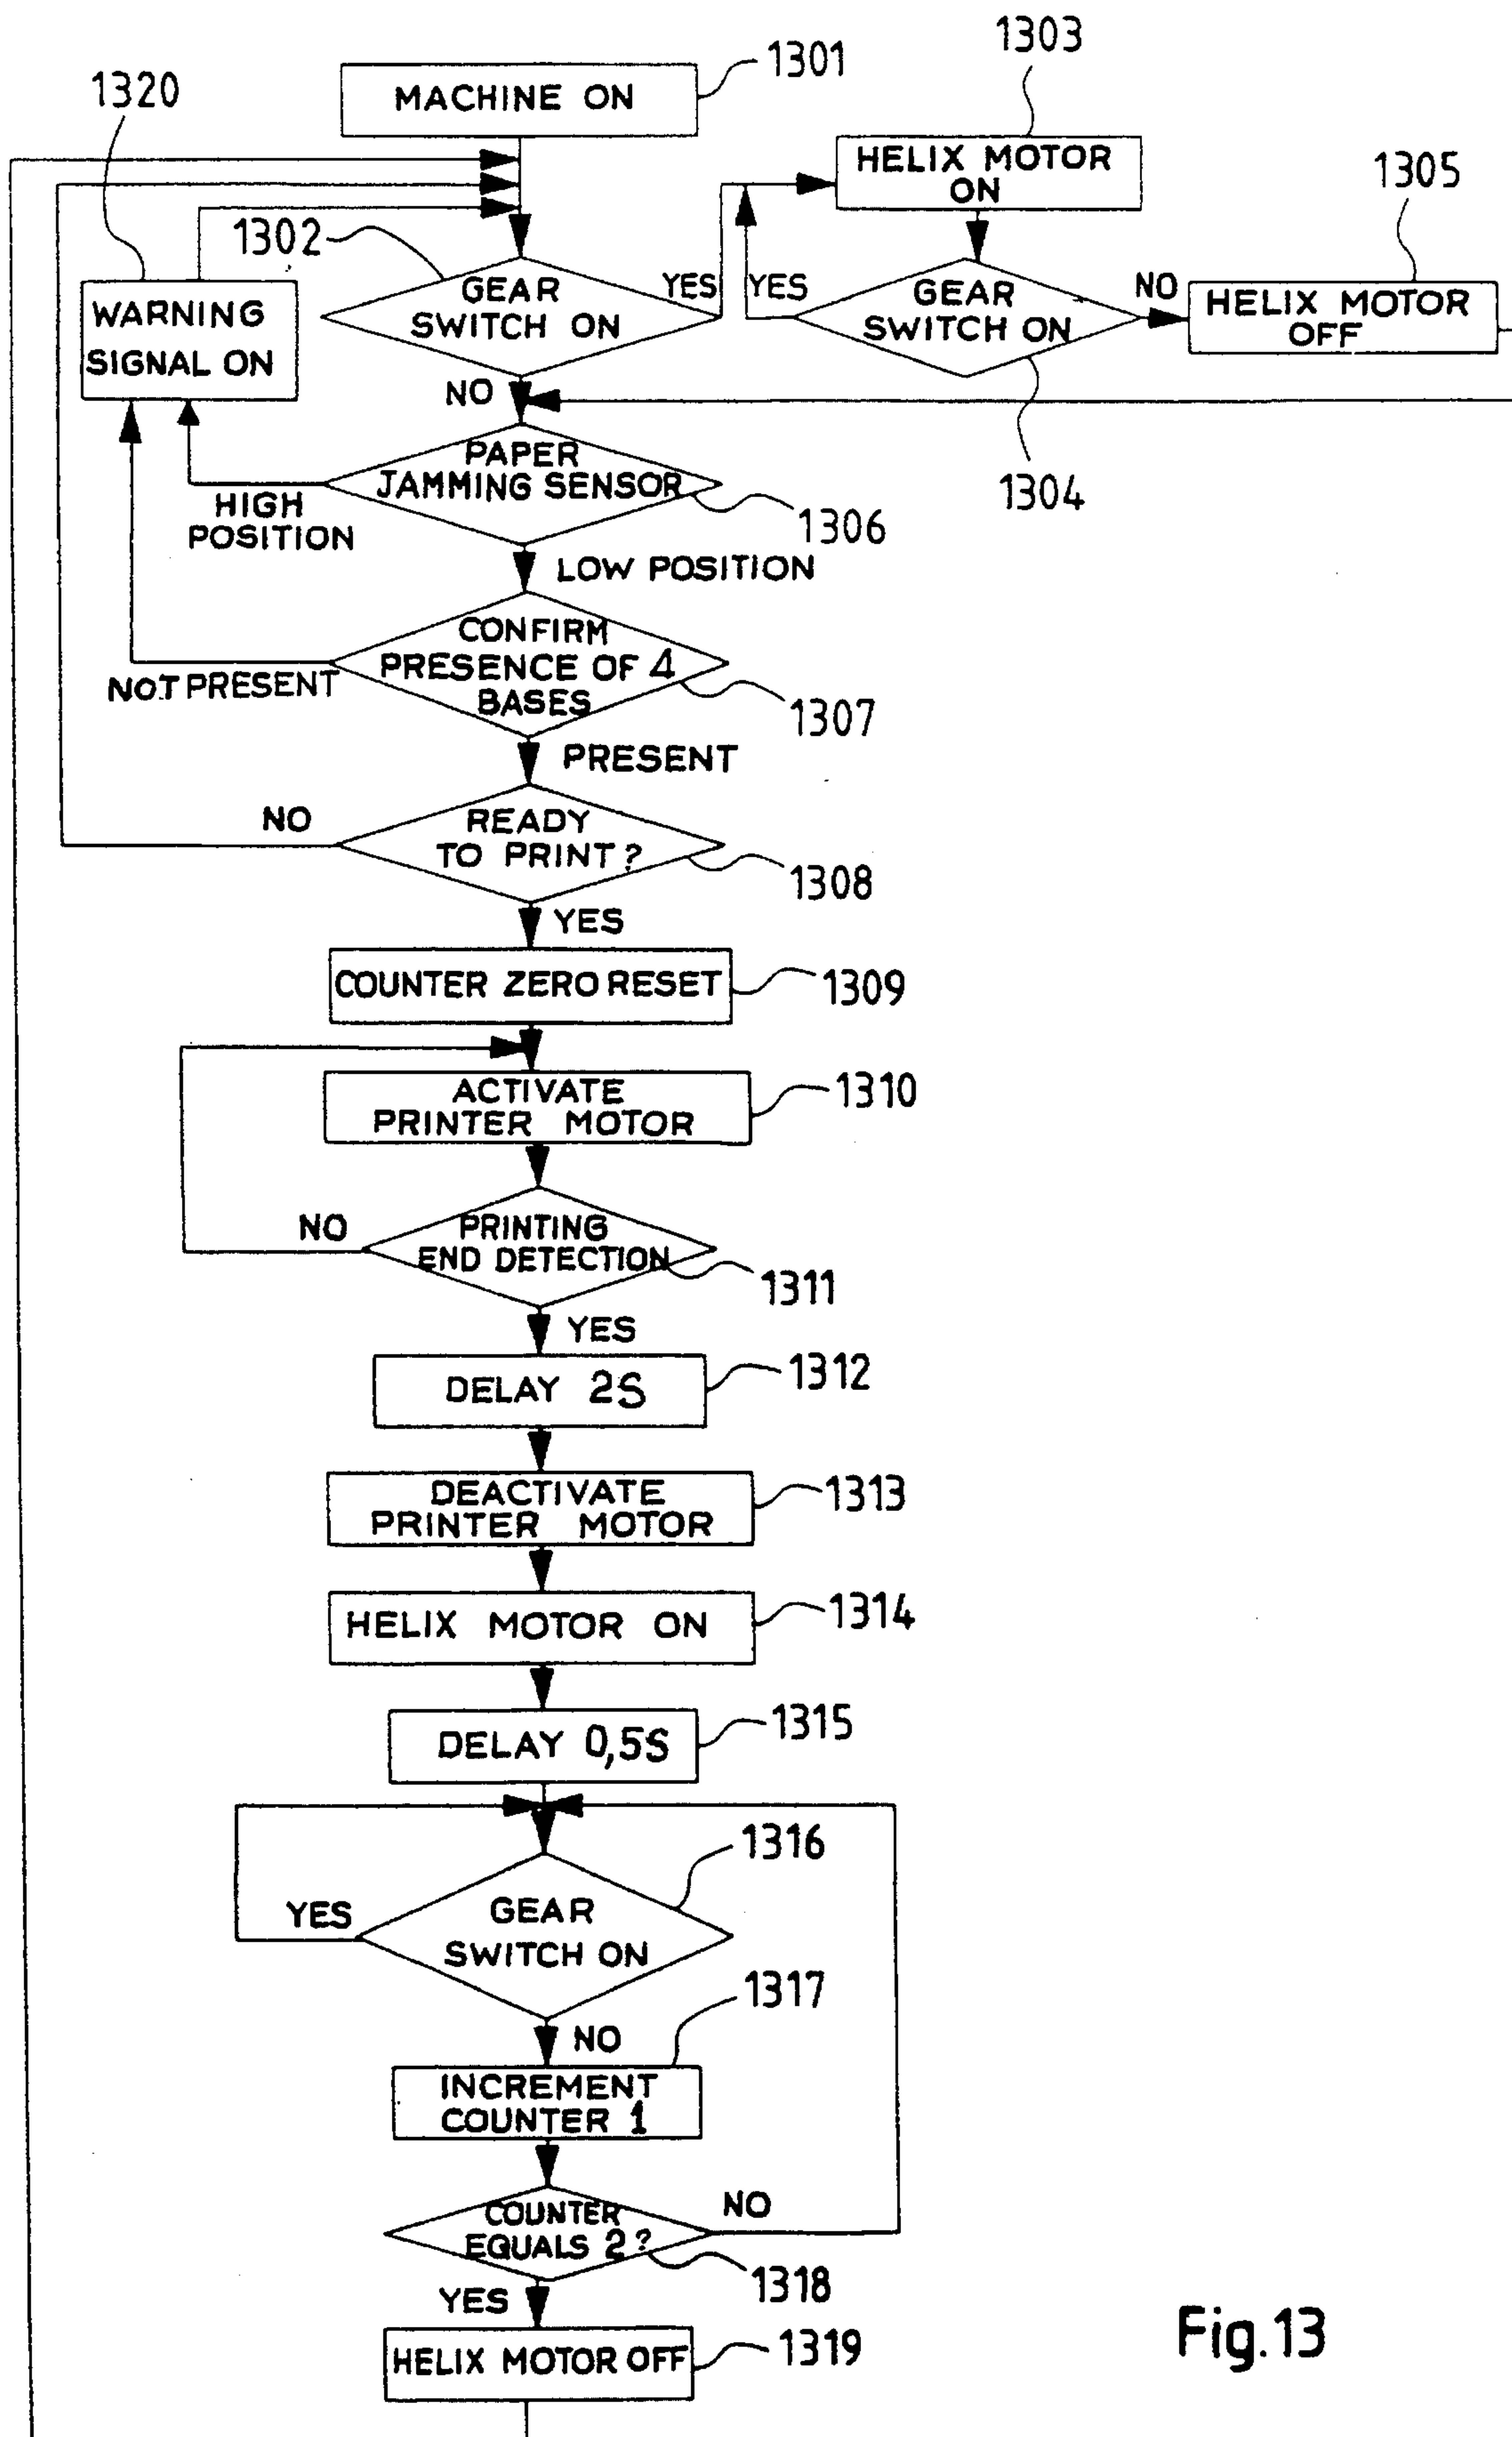 1301
1303
1320
MACHINE ON
HELIX MOTOR
ON
1305
1302
WARNING
SIGNAL ON
GEAR
SWITCH ON
YES
YES
GEAR
SWITCH ON
NO
HELIX MOTOR
OFF
NO
PAPER
JAMMING SENSOR
1304
HIGH
POSITION
1306
LOW POSITION
CONFIRM
PRESENCE OF 4
BASES
NOT PRESENT
1307
PRESENT
NO
READY
TO PRINT?
1308
YES
COUNTER ZERO RESET
1309
ACTIVATE
PRINTER MOTOR
1310
NO
PRINTING
END DETECTION
1311
YES
DELAY 2S
1312
DEACTIVATE
PRINTER MOTOR
1313
HELIX MOTOR ON
1314
DELAY 0,5S
1315
1316
YES
GEAR
SWITCH ON
1317
NO
INCREMENT
COUNTER 1
COUNTER
EQUALS 2?
NO
1318
YES
HELIX MOTOR OFF
1319
Fig.13